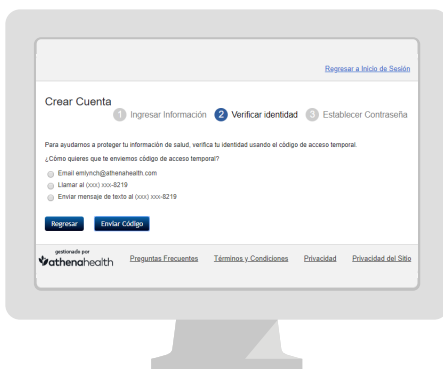 Regresar a Inicio de Sesión
Crear Cuenta
1 Ingresar Información 2 Verificar identidad 3 Establecer Contraseña
Para ayudarnos a proteger tu información de salud, verifica tu identidad usando el código de acceso temporal.
¿Cómo quieres que te enviemos código de acceso temporal?
Email emlynch@athenahealth.com
Llamar al (xxx) xxx-8219
Enviar mensaje de texto al (xxx) xxx-8219
Regresar Enviar Código
gestionado por
athenahealth Preguntas Frecuentes Términos y Condiciones Privacidad Privacidad del Sitio